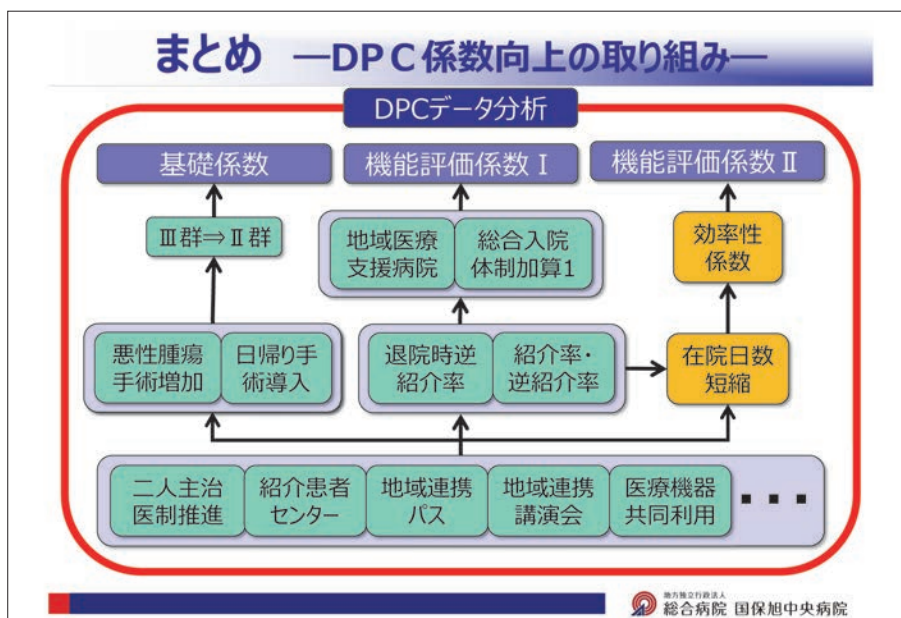 まとめ ―DPC係数向上の取り組み―
DPCデータ分析
基礎係数
機能評価係数Ⅰ
機能評価係数Ⅱ
Ⅲ群⇒Ⅱ群
地域医療
支援病院
総合入院
体制加算1
効率性
係数
悪性腫瘍
手術増加
日帰り手
術導入
退院時逆
紹介率
紹介率・
逆紹介率
在院日数
短縮
二人主治
医制推進
紹介患者
センター
地域連携
パス
地域連携
講演会
医療機器
共同利用
・・・
地方独立行政法人
総合病院 国保旭中央病院